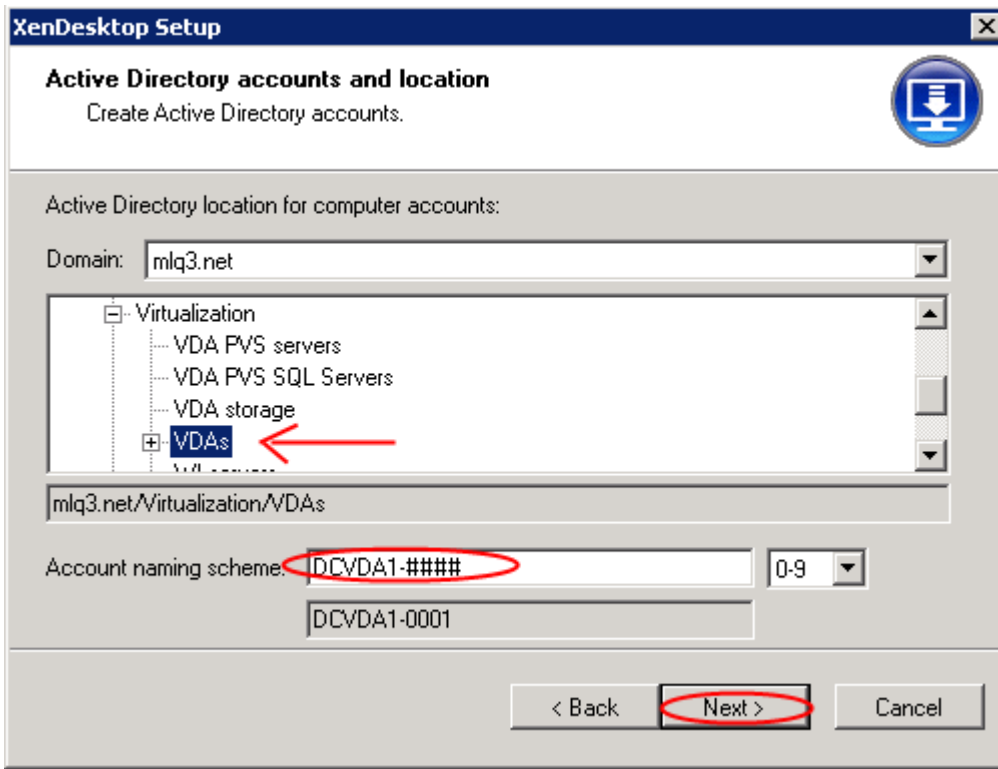 XenDesktop Setup
Active Directory accounts and location
Create Active Directory accounts.
Active Directory location for computer accounts:
Domain: mlq3.net
Virtualization
VDA PVS servers
VDA PVS SQL Servers
VDA storage
VDAs
mlq3.net/Virtualization/VDAs
Account naming scheme: DCVDA1-#### 0-9
DCVDA1-0001
< Back Next > Cancel